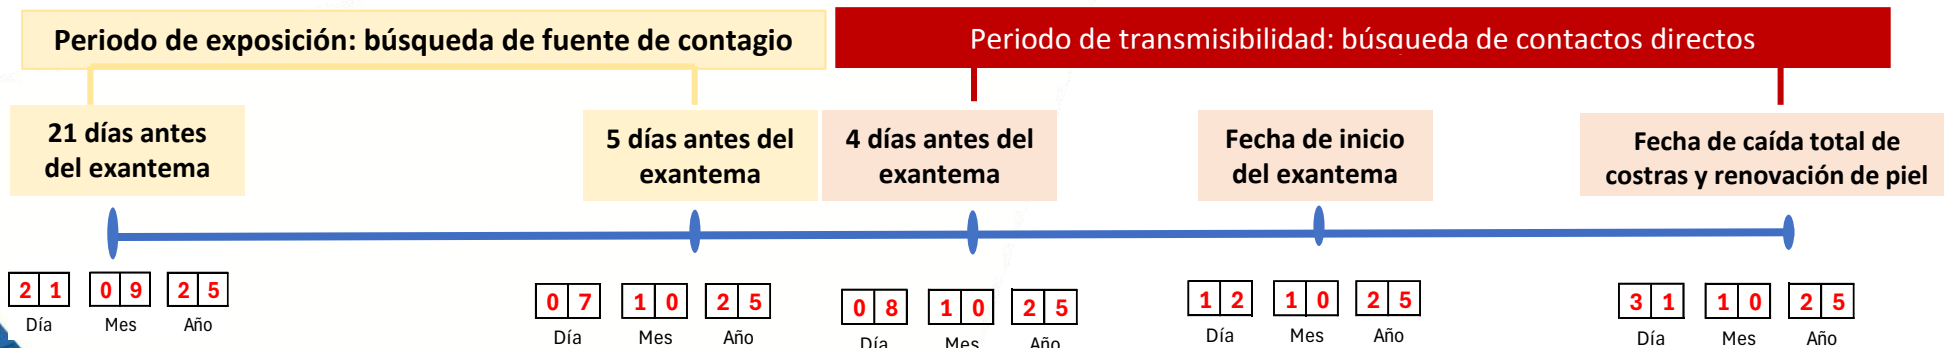 Periodo de exposición: búsqueda de fuente de contagio
Periodo de transmisibilidad: búsqueda de contactos directos
21 días antes
del exantema
5 días antes del
exantema
4 días antes del
exantema
Fecha de inicio
del exantema
Fecha de caída total de
costras y renovación de piel
2 1 0 9 2 5
Día Mes Año
0 7 1 0 2 5
Día Mes Año
0 8 1 0 2 5
Día Mes Año
1 2 1 0 2 5
Día Mes Año
3 1 1 0 2 5
Día Mes Año